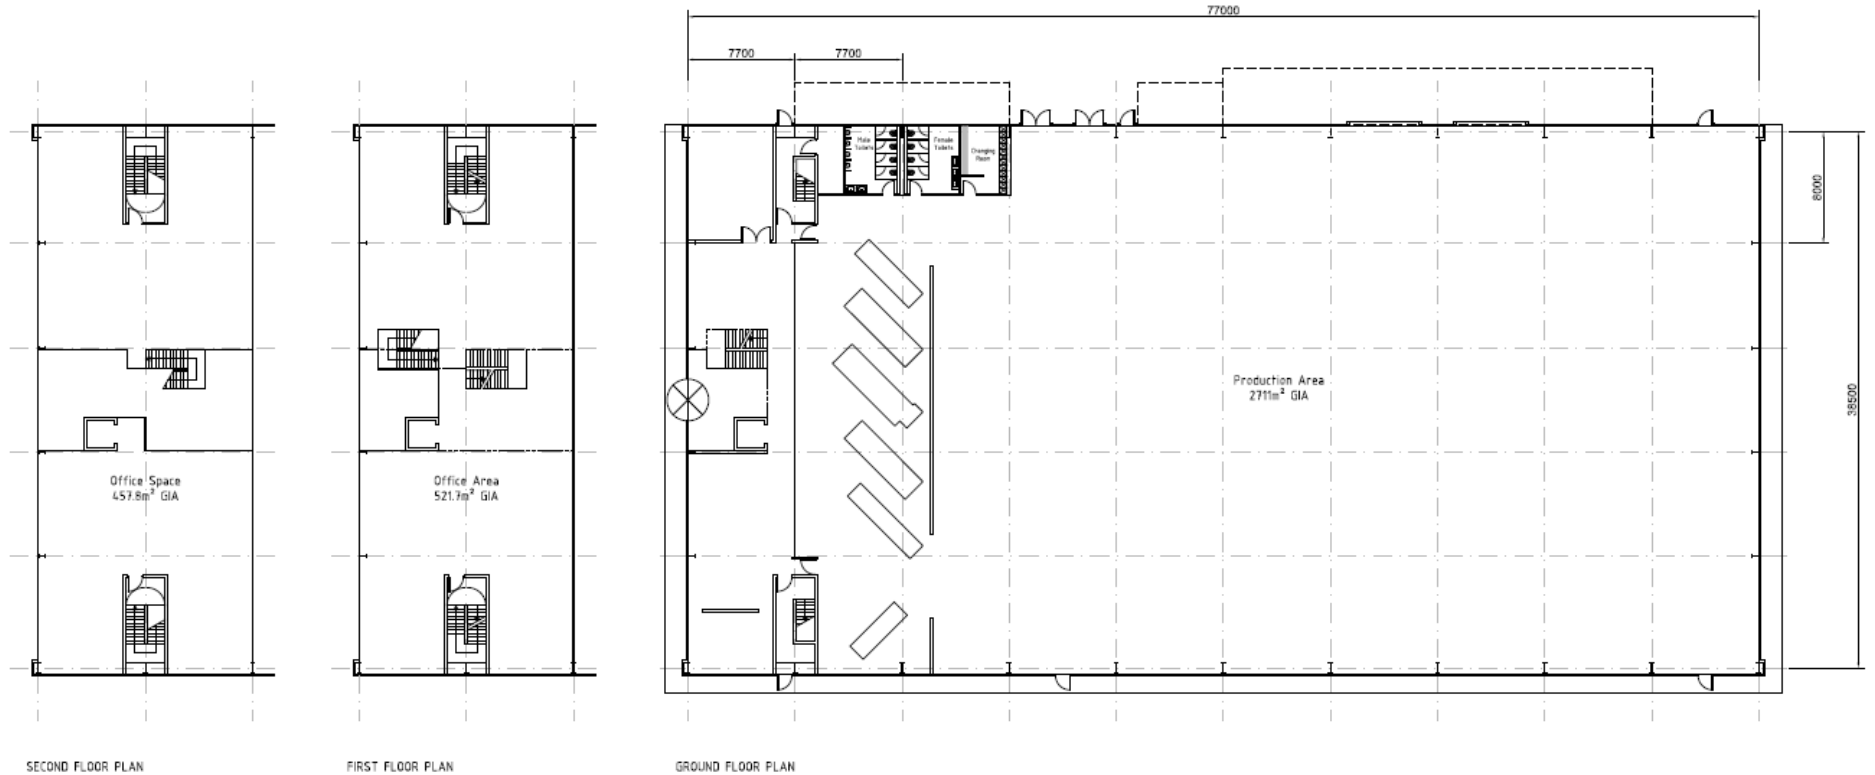 77000
7700
7700
Male
Toilets
Female
Toilets
Changing
Room
8000
38500
Production Area
2711m² GIA
Office Space
457.8m² GIA
Office Area
521.7m² GIA
SECOND FLOOR PLAN
FIRST FLOOR PLAN
GROUND FLOOR PLAN